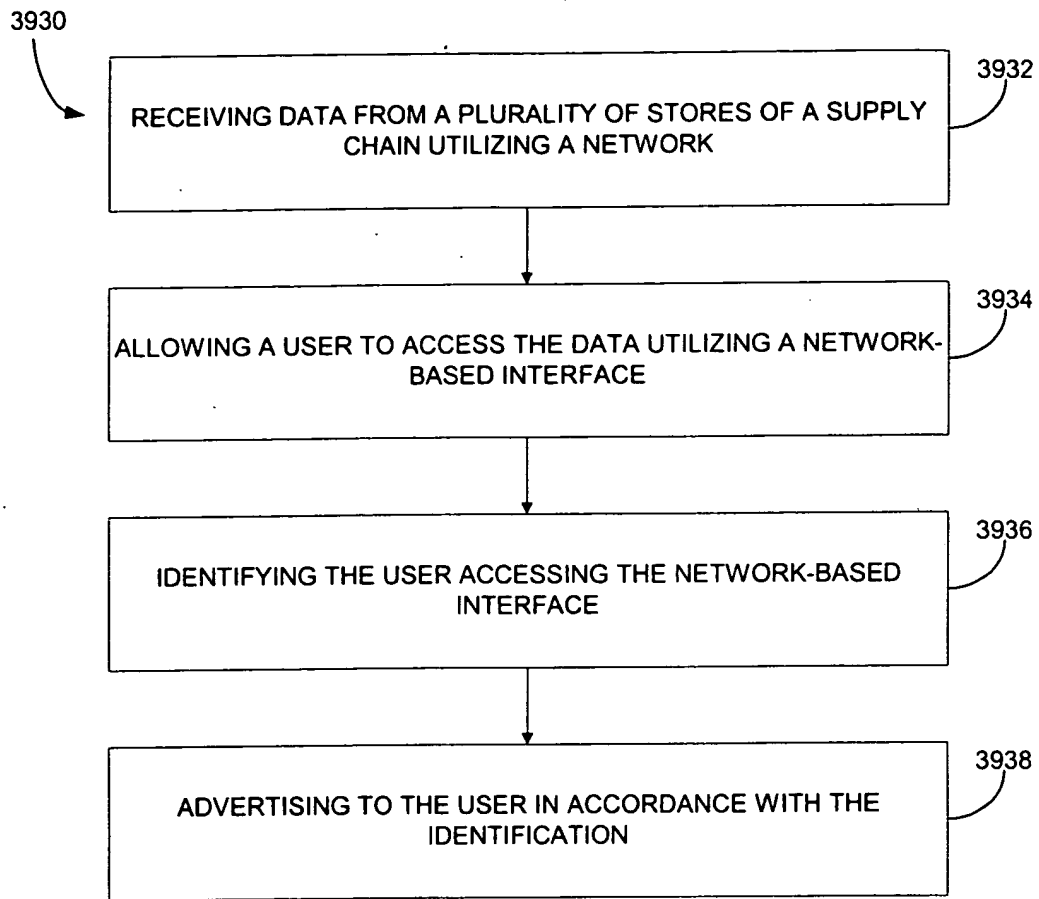 3930
3932
RECEIVING DATA FROM A PLURALITY OF STORES OF A SUPPLY
CHAIN UTILIZING A NETWORK
3934
ALLOWING A USER TO ACCESS THE DATA UTILIZING A NETWORK-
BASED INTERFACE
3936
IDENTIFYING THE USER ACCESSING THE NETWORK-BASED
INTERFACE
3938
ADVERTISING TO THE USER IN ACCORDANCE WITH THE
IDENTIFICATION